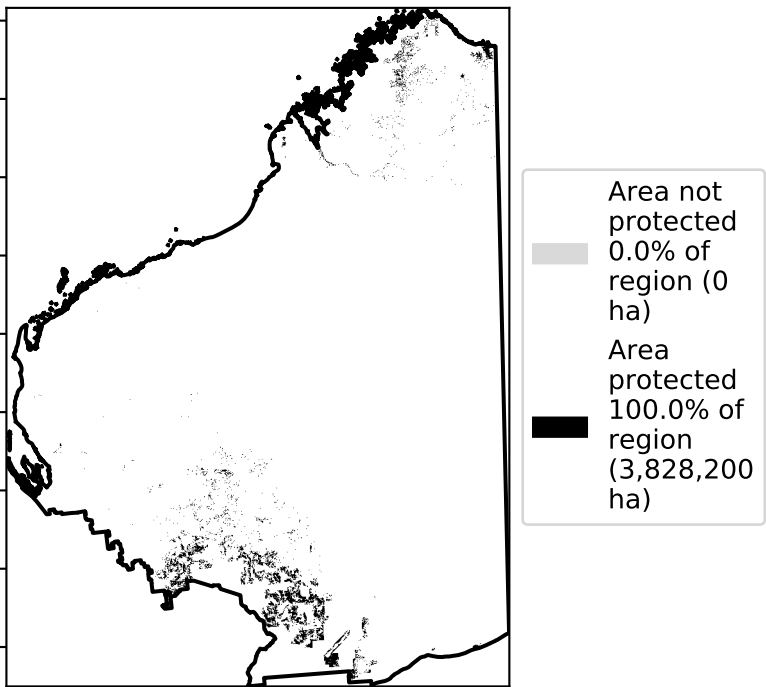 Area not
protected
0.0% of
region (0
ha)
Area
protected
100.0% of
region
(3,828,200
ha)